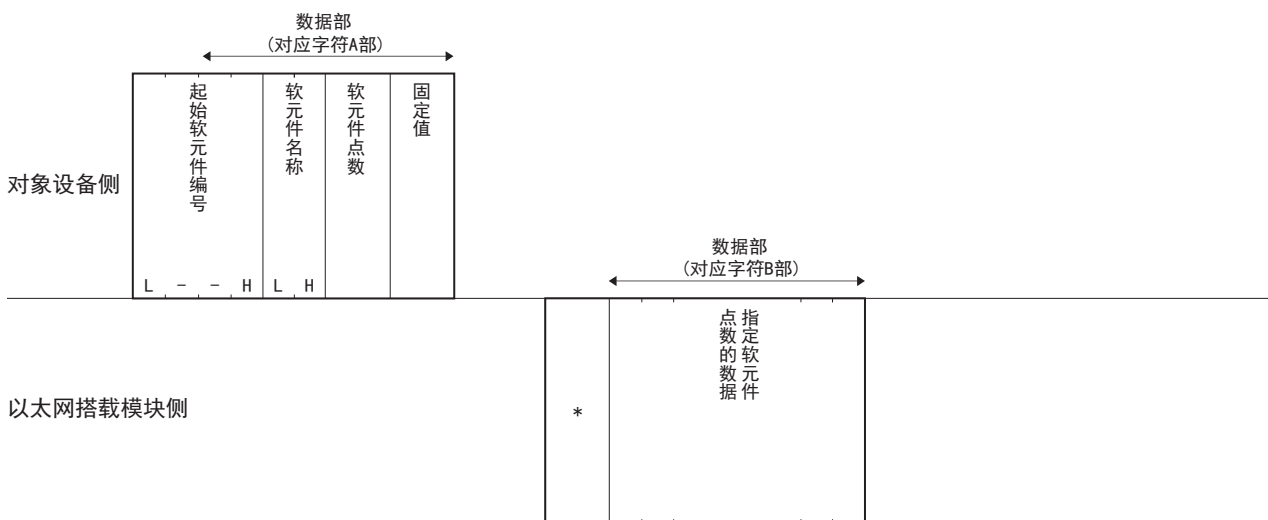 数据部
(对应字符A部)
起始软元件编号
软元件名称
软元件点数
固定值
对象设备侧
L - - H L H
数据部
(对应字符B部)
指定软元件
点数的数据
以太网搭载模块侧
*